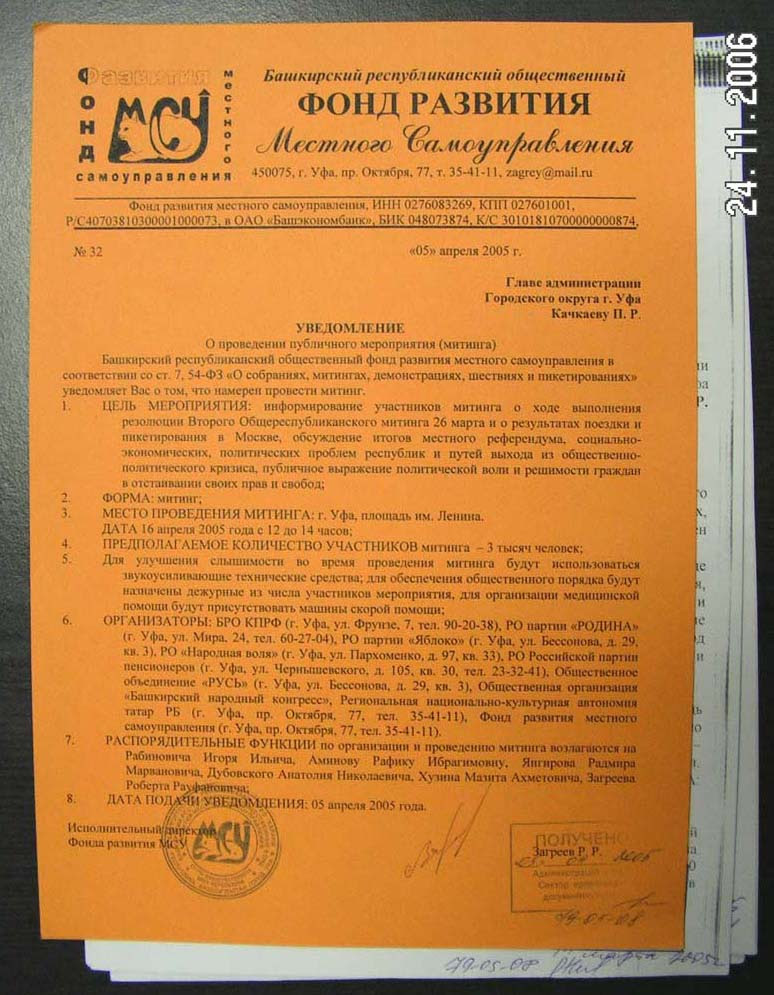 Фонд Развития местного самоуправления
МСУ
Башкирский республиканский общественный
ФОНД РАЗВИТИЯ
Местного Самоуправления
450075, г. Уфа, пр. Октября, 77, т. 35-41-11, zagrey@mail.ru
Фонд развития местного самоуправления, ИНН 0276083269, КПП 027601001,
Р/С40703810300001000073, в ОАО «Башэкономбанк», БИК 048073874, К/С 30101810700000000874,
№ 32 «05» апреля 2005 г.
Главе администрации
Городского округа г. Уфа
Качкаеву П. Р.
УВЕДОМЛЕНИЕ
О проведении публичного мероприятия (митинга)
Башкирский республиканский общественный фонд развития местного самоуправления в
соответствии со ст. 7, 54-ФЗ «О собраниях, митингах, демонстрациях, шествиях и пикетированиях»
уведомляет Вас о том, что намерен провести митинг.
1. ЦЕЛЬ МЕРОПРИЯТИЯ: информирование участников митинга о ходе выполнения
резолюции Второго Общереспубликанского митинга 26 марта и о результатах поездки и
пикетирования в Москве, обсуждение итогов местного референдума, социально-
экономических, политических проблем республик и путей выхода из общественно-
политического кризиса, публичное выражение политической воли и решимости граждан
в отстаивании своих прав и свобод;
2. ФОРМА: митинг;
3. МЕСТО ПРОВЕДЕНИЯ МИТИНГА: г. Уфа, площадь им. Ленина.
ДАТА 16 апреля 2005 года с 12 до 14 часов;
4. ПРЕДПОЛАГАЕМОЕ КОЛИЧЕСТВО УЧАСТНИКОВ митинга – 3 тысяч человек;
5. Для улучшения слышимости во время проведения митинга будут использоваться
звукоусиливающие технические средства; для обеспечения общественного порядка будут
назначены дежурные из числа участников мероприятия, для организации медицинской
помощи будут присутствовать машины скорой помощи;
6. ОРГАНИЗАТОРЫ: БРО КПРФ (г. Уфа, ул. Фрунзе, 7, тел. 90-20-38), РО партии «РОДИНА»
(г. Уфа, ул. Мира, 24, тел. 60-27-04), РО партии «Яблоко» (г. Уфа, ул. Бессонова, д. 29,
кв. 3), РО «Народная воля» (г. Уфа, ул. Пархоменко, д. 97, кв. 33), РО Российской партии
пенсионеров (г. Уфа, ул. Чернышевского, д. 105, кв. 30, тел. 23-32-41), Общественное
объединение «РУСЬ» (г. Уфа, ул. Бессонова, д. 29, кв. 3), Общественная организация
«Башкирский народный конгресс», Региональная национально-культурная автономия
татар РБ (г. Уфа, пр. Октября, 77, тел. 35-41-11), Фонд развития местного
самоуправления (г. Уфа, пр. Октября, 77, тел. 35-41-11).
7. РАСПОРЯДИТЕЛЬНЫЕ ФУНКЦИИ по организации и проведению митинга возлагаются на
Рабиновича Игоря Ильича, Аминову Рафику Ибрагимовну, Янгирова Радмира
Марвановича, Дубовского Анатолия Николаевича, Хузина Мазита Ахметовича, Загреева
Роберта Рауфановича;
8. ДАТА ПОДАЧИ УВЕДОМЛЕНИЯ: 05 апреля 2005 года.
Исполнительный директор
Фонда развития МСУ Загреев Р. Р.
МСУ
ПОЛУЧЕНО
2005
Администрация
Сектор
документ
79-05-08
79-05-08 марта 2005г
24.11.2006